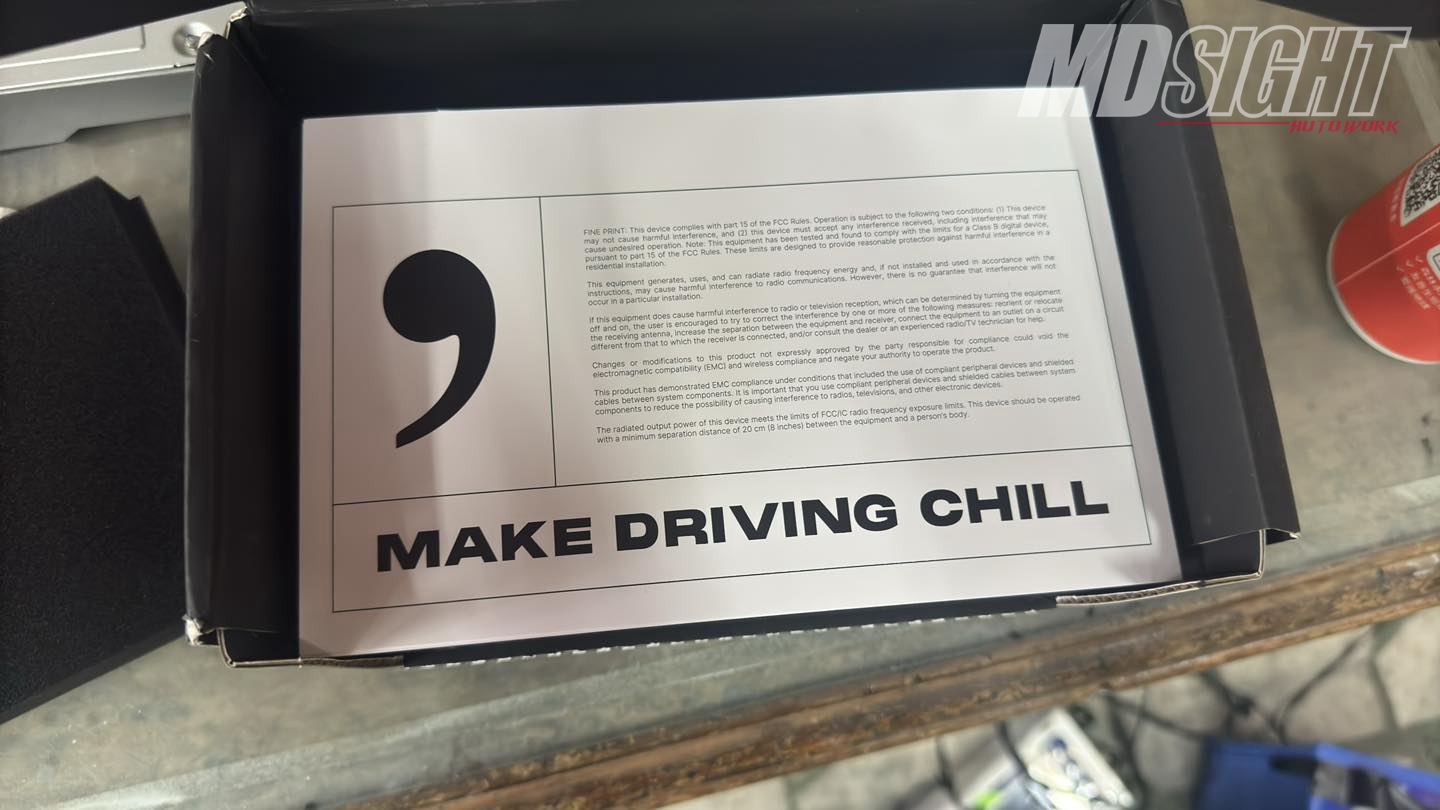 MDSIGHT
AUTOWORK
FINE PRINT: This device complies with part 15 of the FCC Rules. Operation is subject to the following two conditions: (1) This device
may not cause harmful interference, and (2) this device must accept any interference received, including interference that may
cause undesired operation. Note: This equipment has been tested and found to comply with the limits for a Class B digital device,
pursuant to part 15 of the FCC Rules. These limits are designed to provide reasonable protection against harmful interference in a
residential installation.
This equipment generates, uses, and can radiate radio frequency energy and, if not installed and used in accordance with the
instructions, may cause harmful interference to radio communications. However, there is no guarantee that interference will not
occur in a particular installation.
If this equipment does cause harmful interference to radio or television reception, which can be determined by turning the equipment
off and on, the user is encouraged to try to correct the interference by one or more of the following measures: reorient or relocate
the receiving antenna, increase the separation between the equipment and receiver, connect the equipment to an outlet on a circuit
different from that to which the receiver is connected, and/or consult the dealer or an experienced radio/TV technician for help.
Changes or modifications to this product not expressly approved by the party responsible for compliance could void the
electromagnetic compatibility (EMC) and wireless compliance and negate your authority to operate the product.
This product has demonstrated EMC compliance under conditions that included the use of compliant peripheral devices and shielded
cables between system components. It is important that you use compliant peripheral devices and shielded cables between system
components to reduce the possibility of causing interference to radios, televisions, and other electronic devices.
The radiated output power of this device meets the limits of FCC/IC radio frequency exposure limits. This device should be operated
with a minimum separation distance of 20 cm (8 inches) between the equipment and a person's body.
,
MAKE DRIVING CHILL